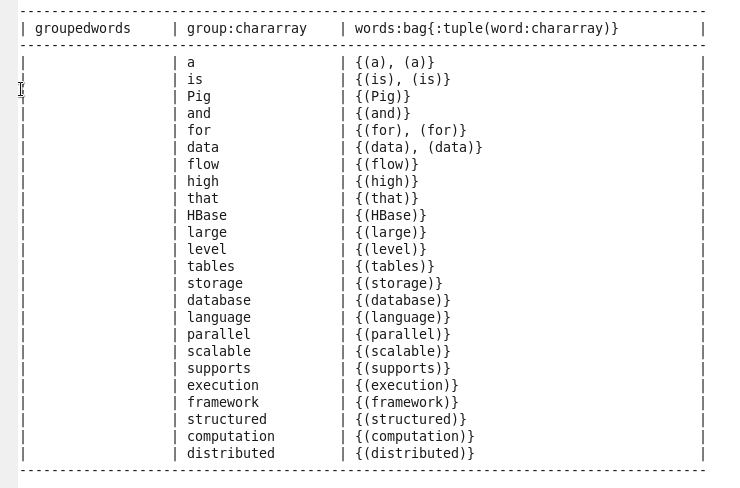 ---------------------------------------------------------------------------------------
| groupedwords | group:chararray | words:bag{:tuple(word:chararray)} |
---------------------------------------------------------------------------------------
| | a | {(a), (a)} |
| | is | {(is), (is)} |
| | Pig | {(Pig)} |
| | and | {(and)} |
| | for | {(for), (for)} |
| | data | {(data), (data)} |
| | flow | {(flow)} |
| | high | {(high)} |
| | that | {(that)} |
| | HBase | {(HBase)} |
| | large | {(large)} |
| | level | {(level)} |
| | tables | {(tables)} |
| | storage | {(storage)} |
| | database | {(database)} |
| | language | {(language)} |
| | parallel | {(parallel)} |
| | scalable | {(scalable)} |
| | supports | {(supports)} |
| | execution | {(execution)} |
| | framework | {(framework)} |
| | structured | {(structured)} |
| | computation | {(computation)} |
| | distributed | {(distributed)} |
---------------------------------------------------------------------------------------